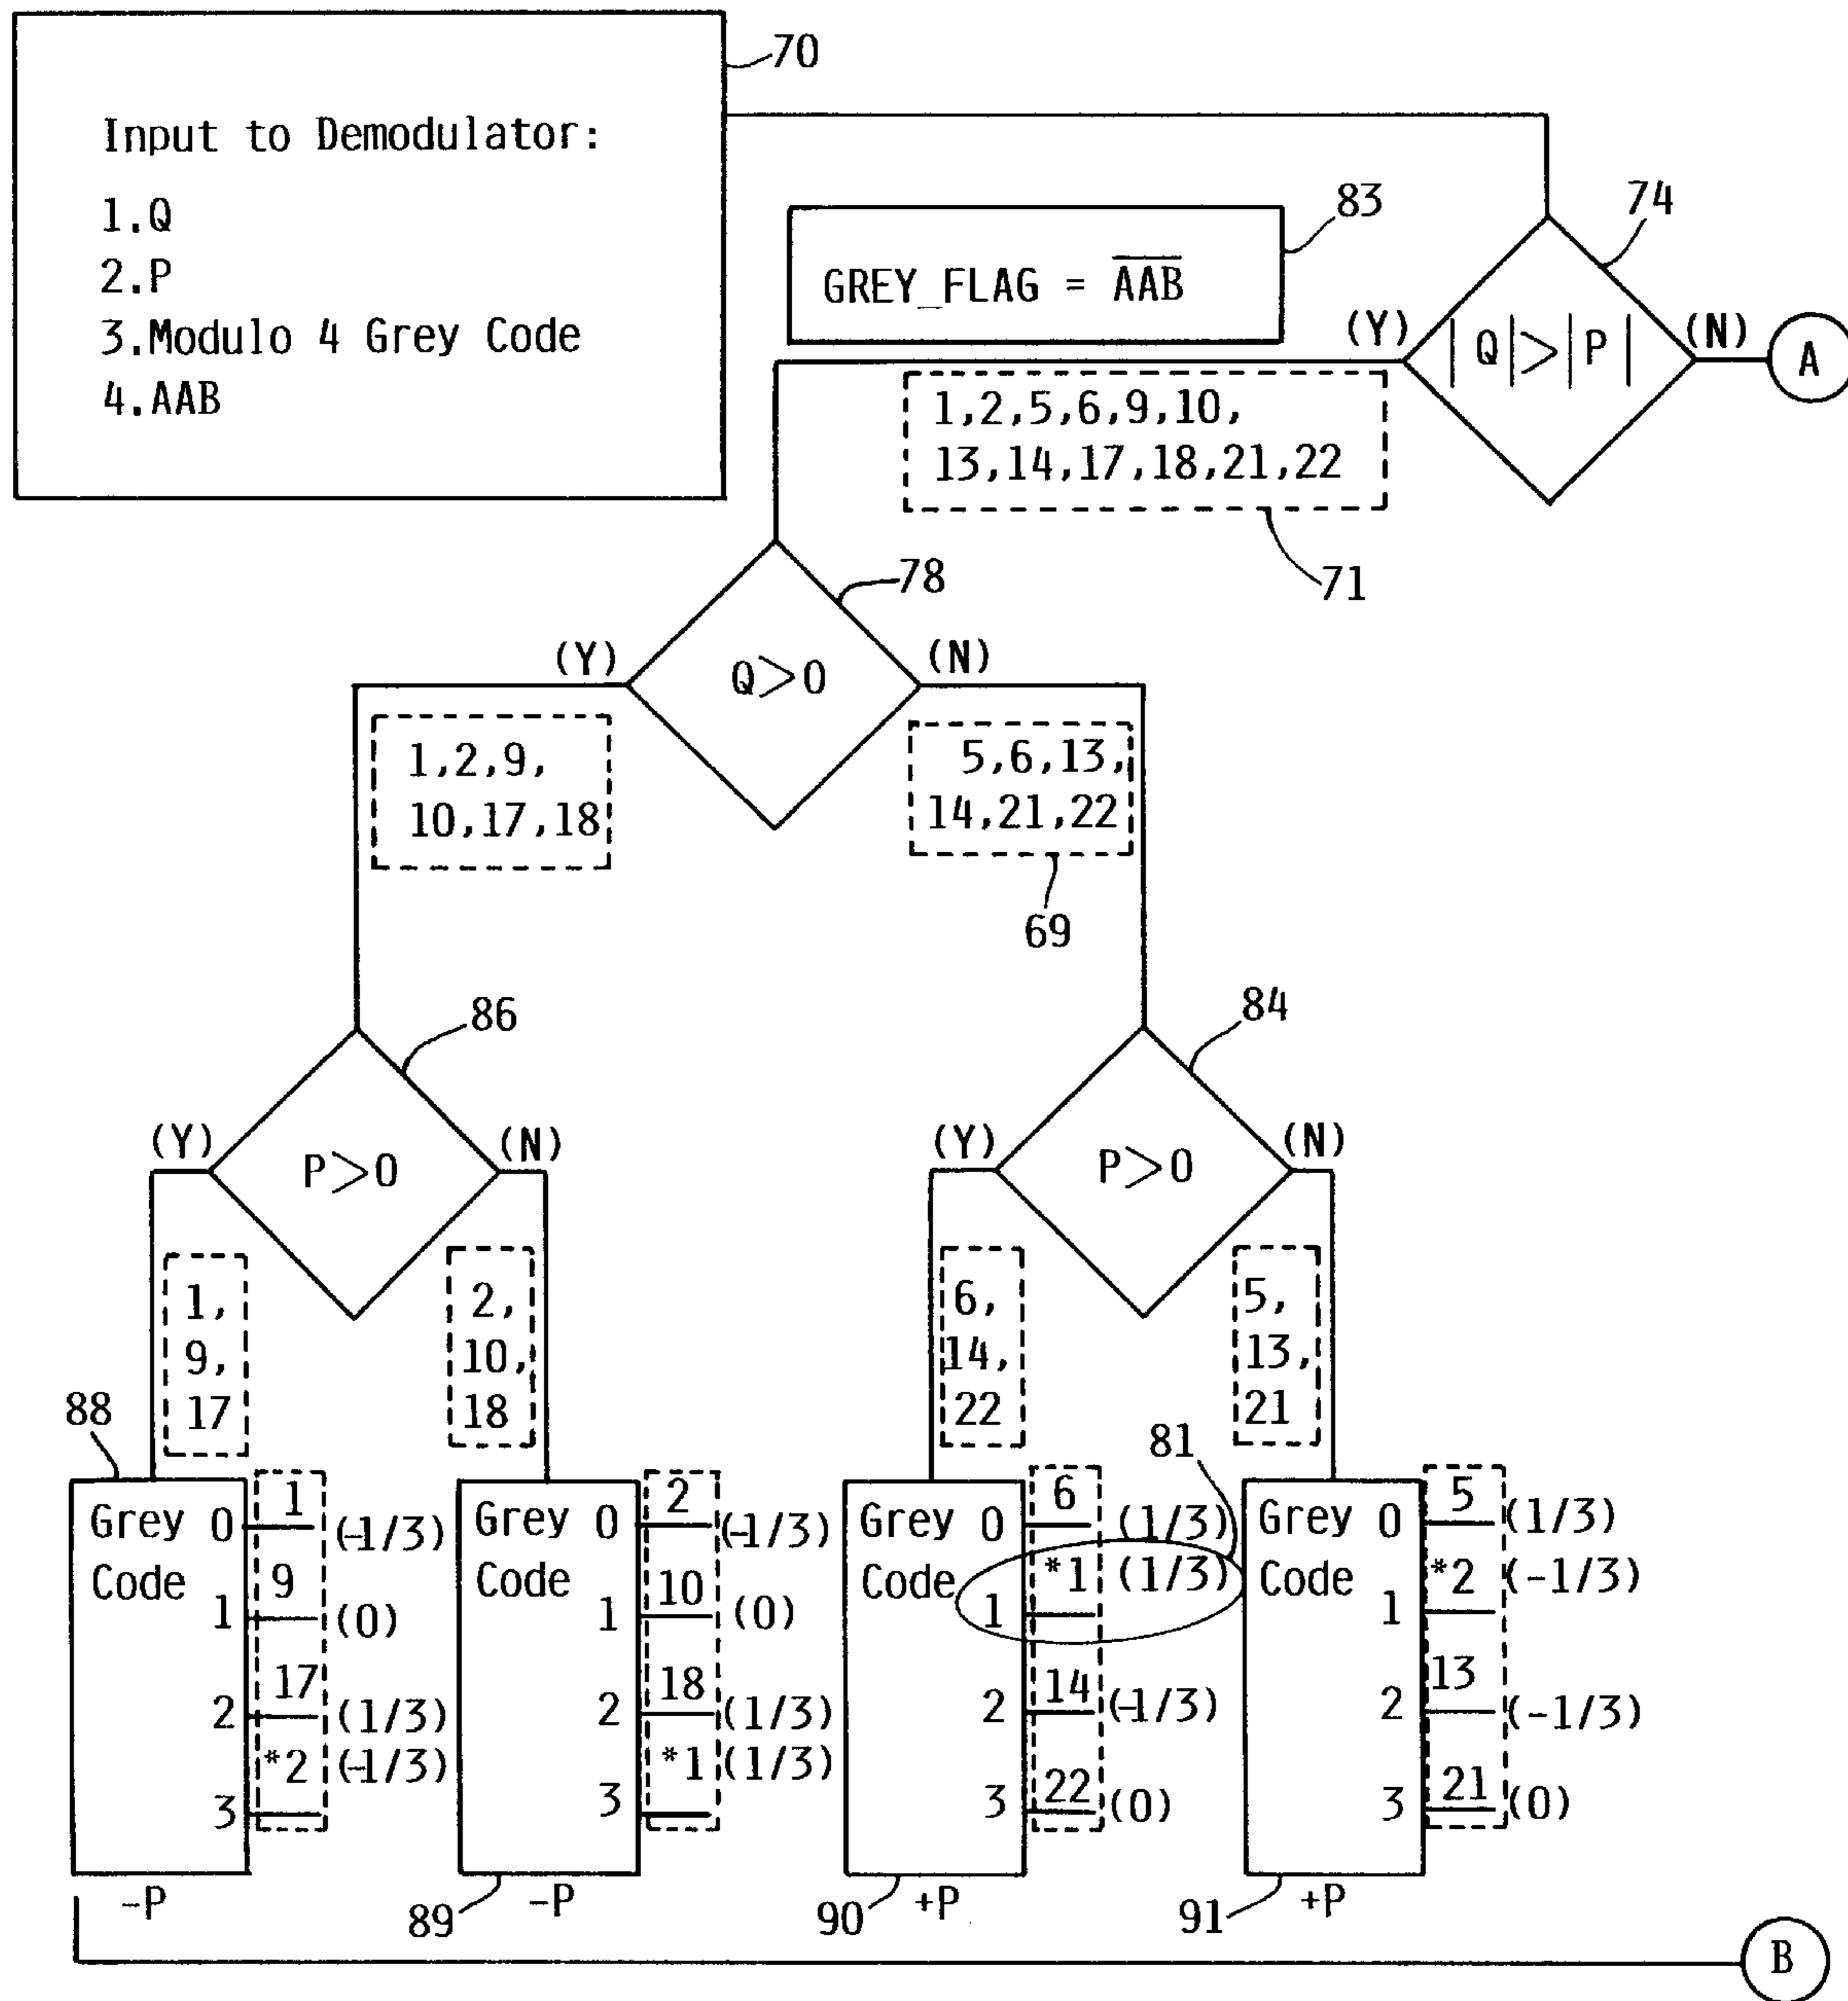 70
Input to Demodulator:
1.Q
2.P
3.Modulo 4 Grey Code
4.AAB
83
GREY_FLAG = A̅A̅B̅
74
(Y)
|Q|>|P|
(N)
A
1,2,5,6,9,10,
13,14,17,18,21,22
71
78
(Y)
Q>0
(N)
1,2,9,
10,17,18
5,6,13,
14,21,22
69
86
(Y)
P>0
(N)
84
(Y)
P>0
(N)
1,
9,
17
2,
10,
18
6,
14,
22
5,
13,
21
88
Grey
Code
0 1 (-1/3)
1 9 (0)
2 17 (1/3)
3 *2 (-1/3)
-P
Grey
Code
0 2 (-1/3)
1 10 (0)
2 18 (1/3)
3 *1 (1/3)
89
-P
81
Grey
Code
0 6 (1/3)
1 *1 (1/3)
2 14 (-1/3)
3 22 (0)
90
+P
Grey
Code
0 5 (1/3)
1 *2 (-1/3)
2 13 (-1/3)
3 21 (0)
91
+P
B